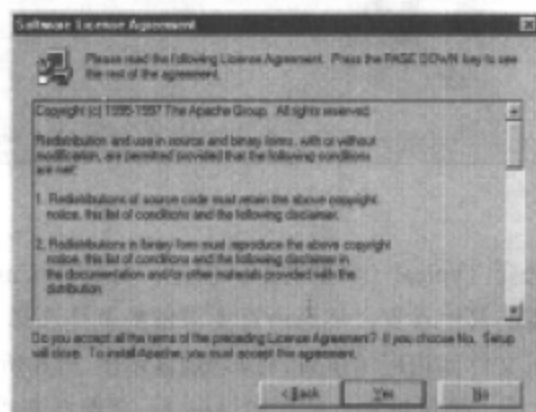 Software License Agreement
Please read the following License Agreement. Press the PAGE DOWN key to see
the rest of the agreement.
Copyright (c) 1995-1997 The Apache Group. All rights reserved.
Redistribution and use in source and binary forms, with or without
modification, are permitted provided that the following conditions
are met:
1. Redistributions of source code must retain the above copyright
notice, this list of conditions and the following disclaimer.
2. Redistributions in binary form must reproduce the above copyright
notice, this list of conditions and the following disclaimer in
the documentation and/or other materials provided with the
distribution.
Do you accept all the terms of the preceding License Agreement? If you choose No, Setup
will close. To install Apache, you must accept this agreement.
< Back
Yes
No